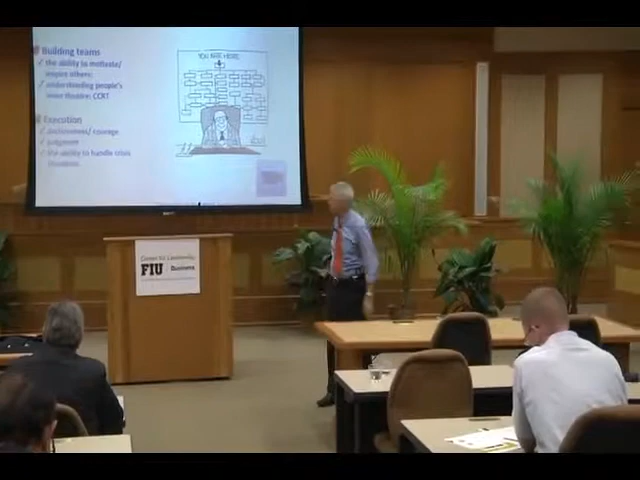 Building teams
the ability to motivate/
inspire others:
understanding people's
inner theatre: CCRT
YOU ARE HERE
Execution
decisiveness/ courage
judgment
the ability to handle crisis
situations
Center for Leadership
FIU Business